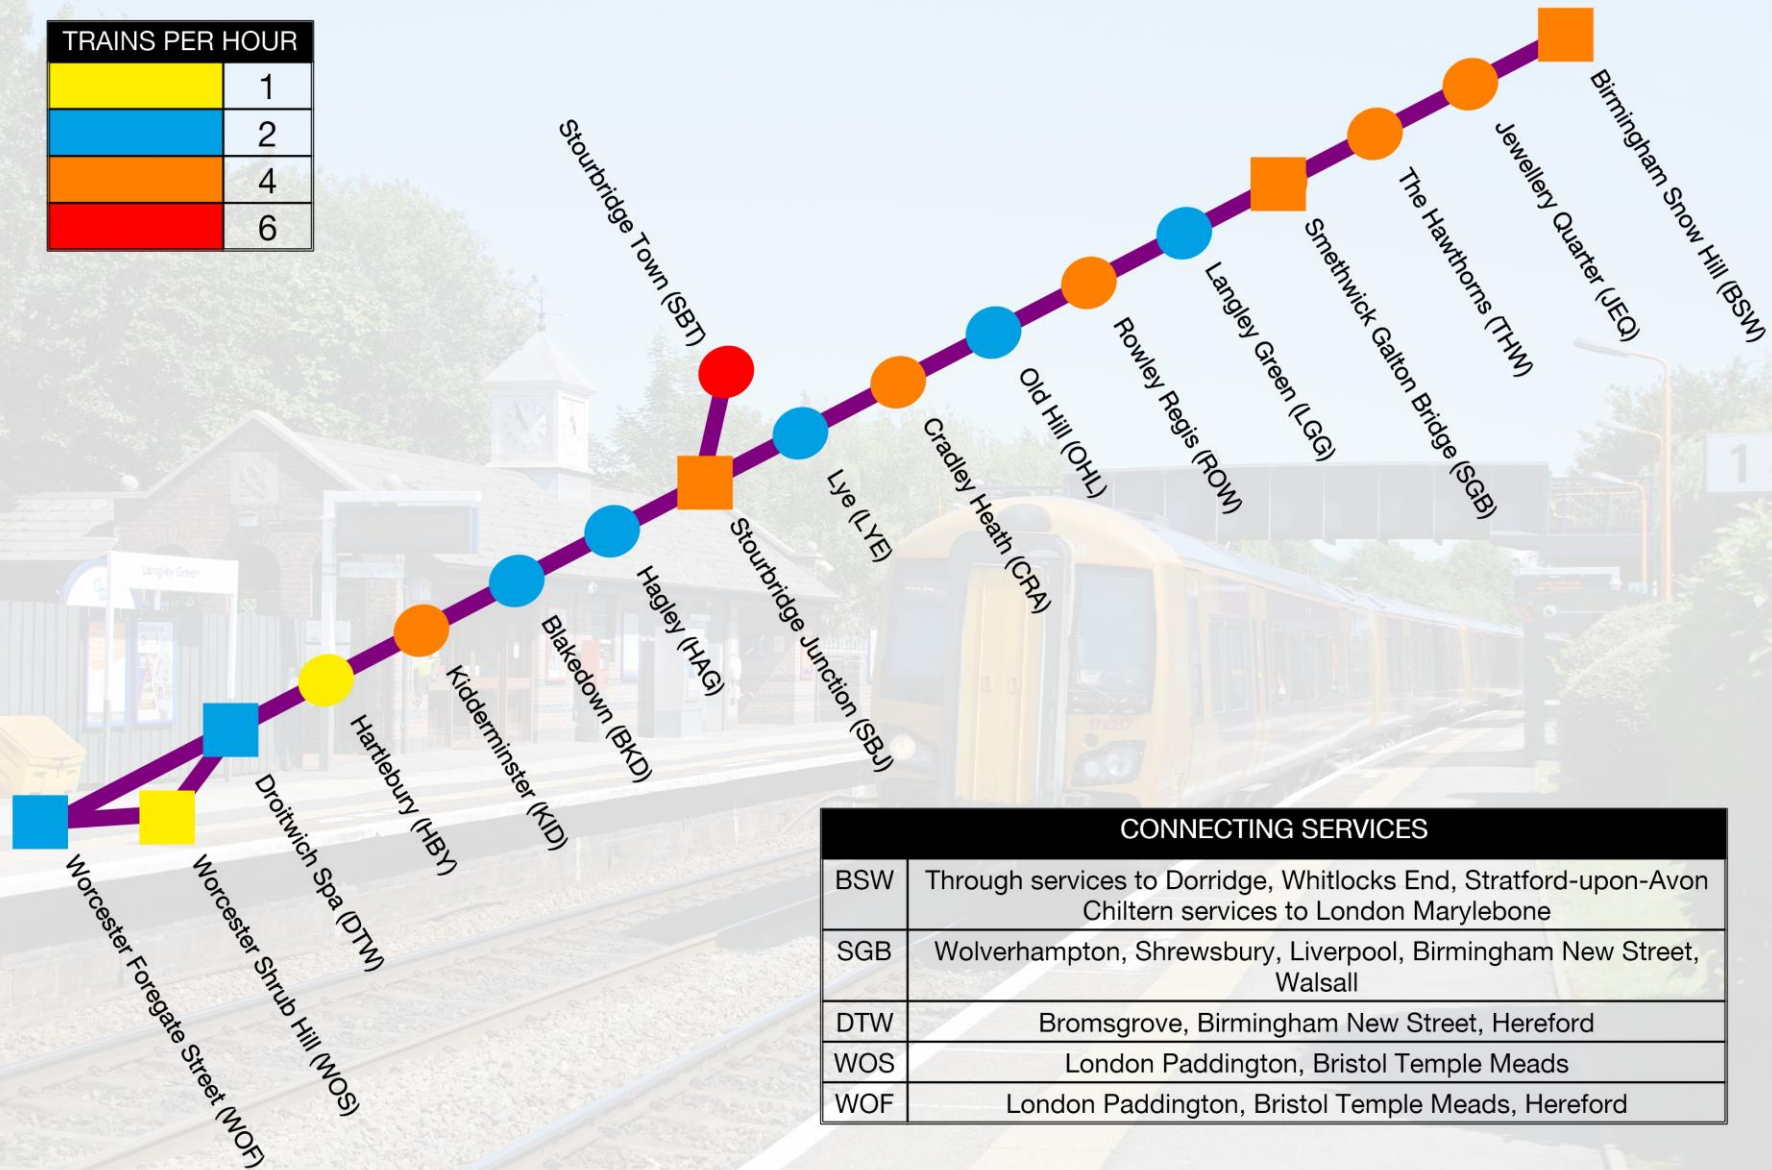 TRAINS PER HOUR
1
2
4
6
Stourbridge Town (SBT)
Birmingham Snow Hill (BSW)
Jewellery Quarter (JEQ)
The Hawthorns (THW)
Smethwick Galton Bridge (SGB)
Langley Green (LGG)
Rowley Regis (ROW)
Old Hill (OHL)
Cradley Heath (CRA)
Lye (LYE)
Stourbridge Junction (SBJ)
Hagley (HAG)
Blakedown (BKD)
Kidderminster (KID)
Hartlebury (HBY)
Droitwich Spa (DTW)
Worcester Shrub Hill (WOS)
Worcester Foregate Street (WOF)
Langley Green
1
CONNECTING SERVICES
BSW Through services to Dorridge, Whitlocks End, Stratford-upon-Avon
Chiltern services to London Marylebone
SGB Wolverhampton, Shrewsbury, Liverpool, Birmingham New Street,
Walsall
DTW Bromsgrove, Birmingham New Street, Hereford
WOS London Paddington, Bristol Temple Meads
WOF London Paddington, Bristol Temple Meads, Hereford